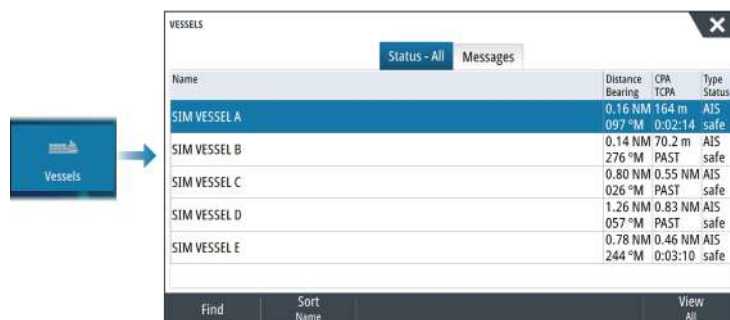 VESSELS
Status - All Messages
Name Distance CPA Type
Bearing TCPA Status
SIM VESSEL A 0.16 NM 164 m AIS
097 °M 0:02:14 safe
SIM VESSEL B 0.14 NM 70.2 m AIS
276 °M PAST safe
SIM VESSEL C 0.80 NM 0.55 NM AIS
026 °M PAST safe
SIM VESSEL D 1.26 NM 0.83 NM AIS
057 °M PAST safe
SIM VESSEL E 0.78 NM 0.46 NM AIS
244 °M 0:03:10 safe
Vessels
Find Sort View
Name All